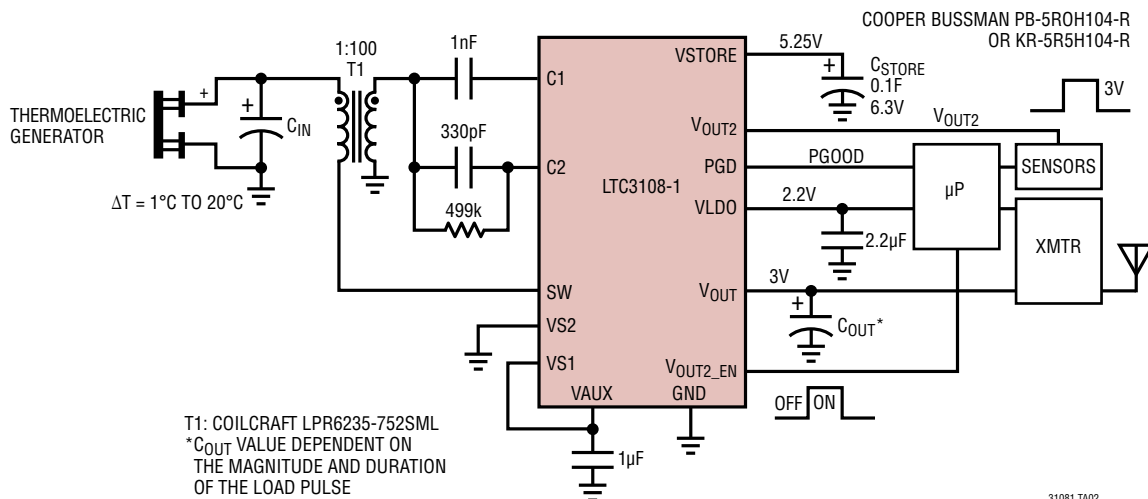 COOPER BUSSMAN PB-5ROH104-R
OR KR-5R5H104-R
1:100
T1
1nF
C1
VSTORE
5.25V
+
CSTORE
0.1F
6.3V
3V
THERMOELECTRIC
GENERATOR
+
+
CIN
330pF
C2
VOUT2
VOUT2
PGD
PGOOD
SENSORS
µP
LTC3108-1
∆T = 1°C TO 20°C
499k
VLDO
2.2V
2.2µF
XMTR
SW
VOUT
3V
+
COUT*
VS2
VS1
VOUT2_EN
VAUX
GND
OFF
ON
1µF
T1: COILCRAFT LPR6235-752SML
*COUT VALUE DEPENDENT ON
THE MAGNITUDE AND DURATION
OF THE LOAD PULSE
31081 TA02